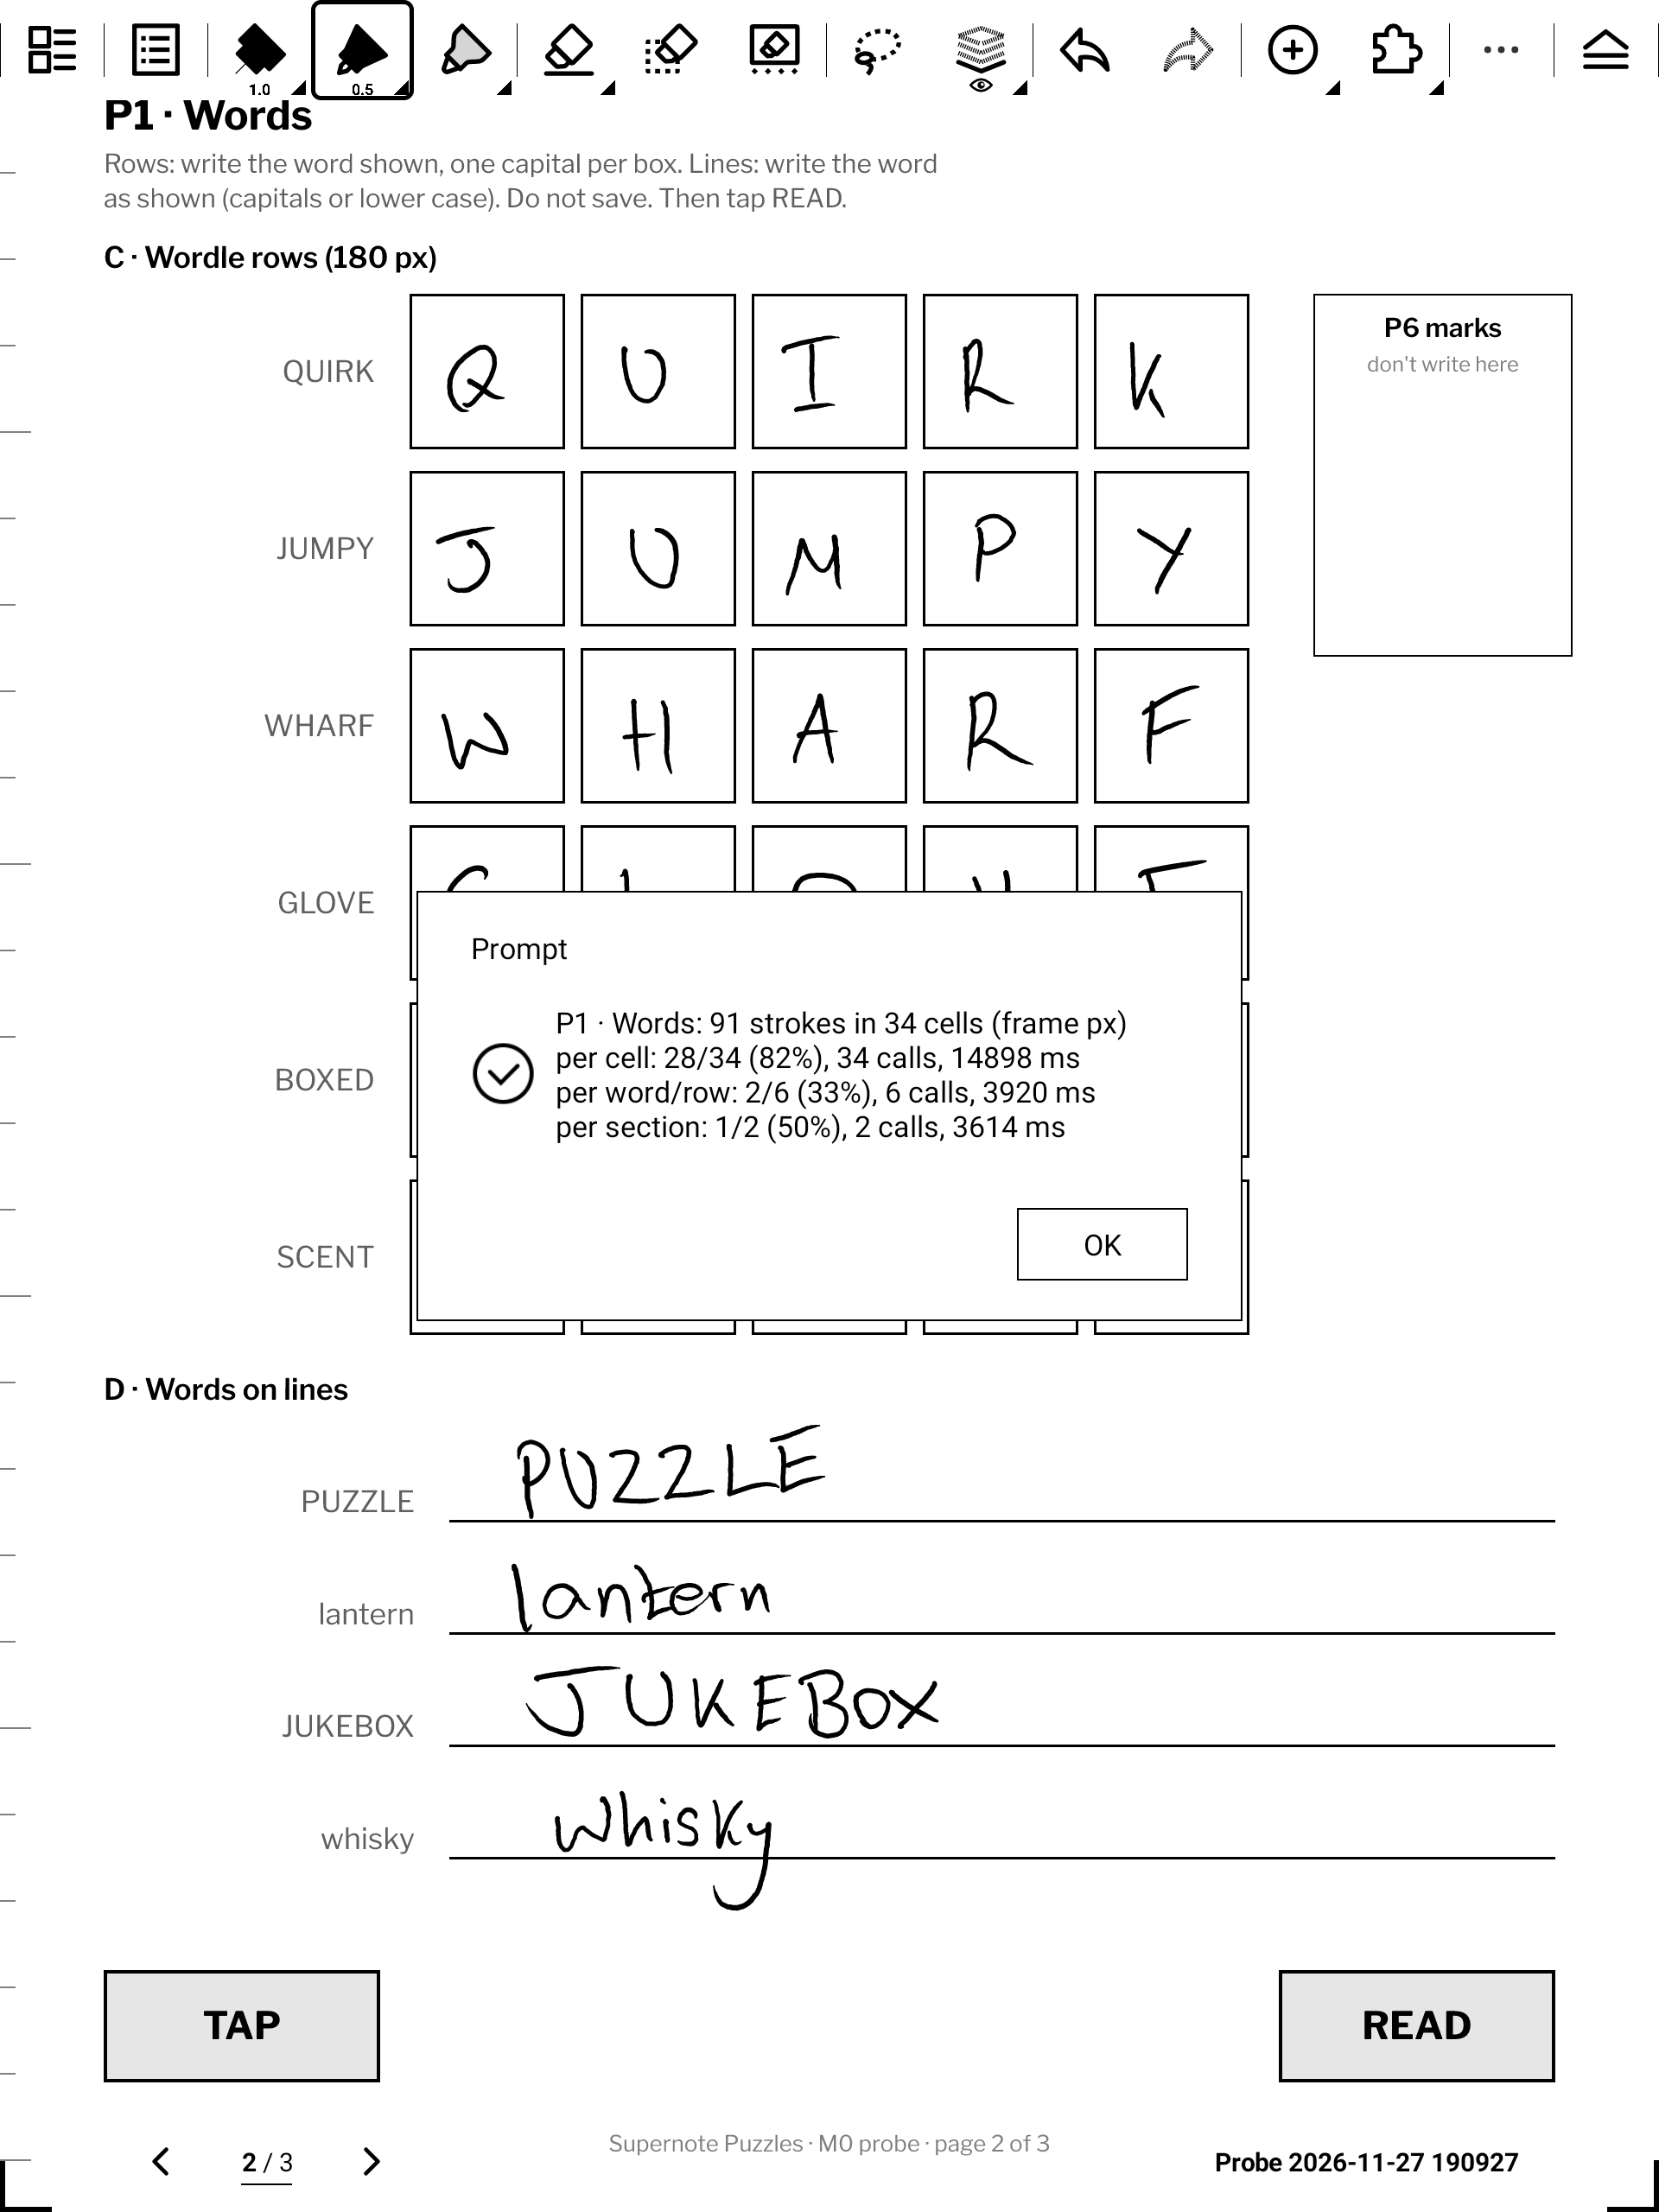 1.0 0.5
P1 · Words
Rows: write the word shown, one capital per box. Lines: write the word
as shown (capitals or lower case). Do not save. Then tap READ.
C · Wordle rows (180 px)
QUIRK Q U I R K
P6 marks
don't write here
JUMPY J U M P Y
WHARF W H A R F
GLOVE
BOXED
SCENT
Prompt
P1 · Words: 91 strokes in 34 cells (frame px)
per cell: 28/34 (82%), 34 calls, 14898 ms
per word/row: 2/6 (33%), 6 calls, 3920 ms
per section: 1/2 (50%), 2 calls, 3614 ms
OK
D · Words on lines
PUZZLE PUZZLE
lantern lantern
JUKEBOX JUKEBOX
whisky whisky
TAP READ
2 / 3
Supernote Puzzles · M0 probe · page 2 of 3
Probe 2026-11-27 190927